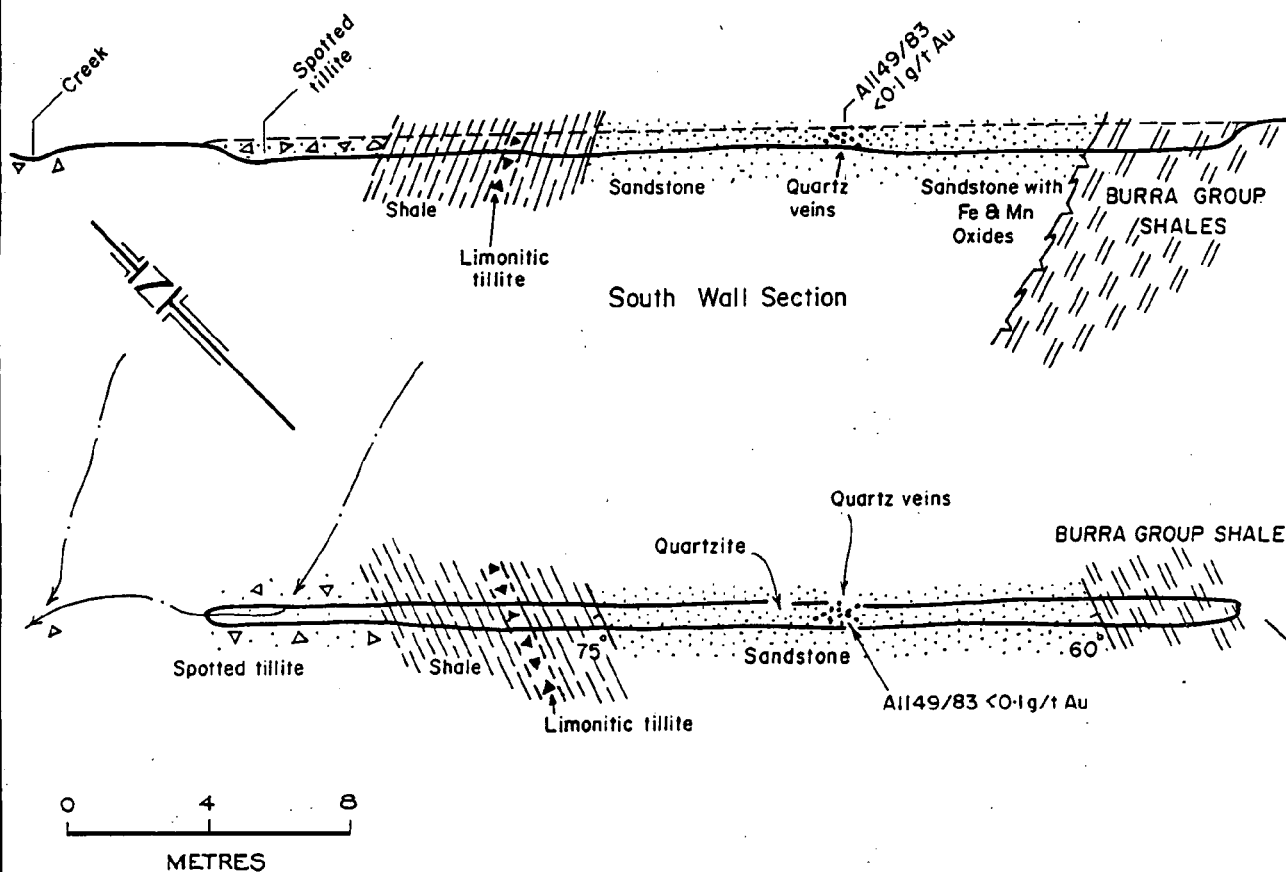 Creek
Spotted
tillite
A1149/83
<0·1 g/t Au
Shale
Limonitic
tillite
Sandstone
Quartz
veins
Sandstone with
Fe & Mn
Oxides
BURRA GROUP
SHALES
South Wall Section
N
Quartz veins
Quartzite
BURRA GROUP SHALE
Spotted tillite
Shale
75°
Sandstone
60°
Limonitic tillite
A1149/83 <0·1g/t Au
0 4 8
METRES